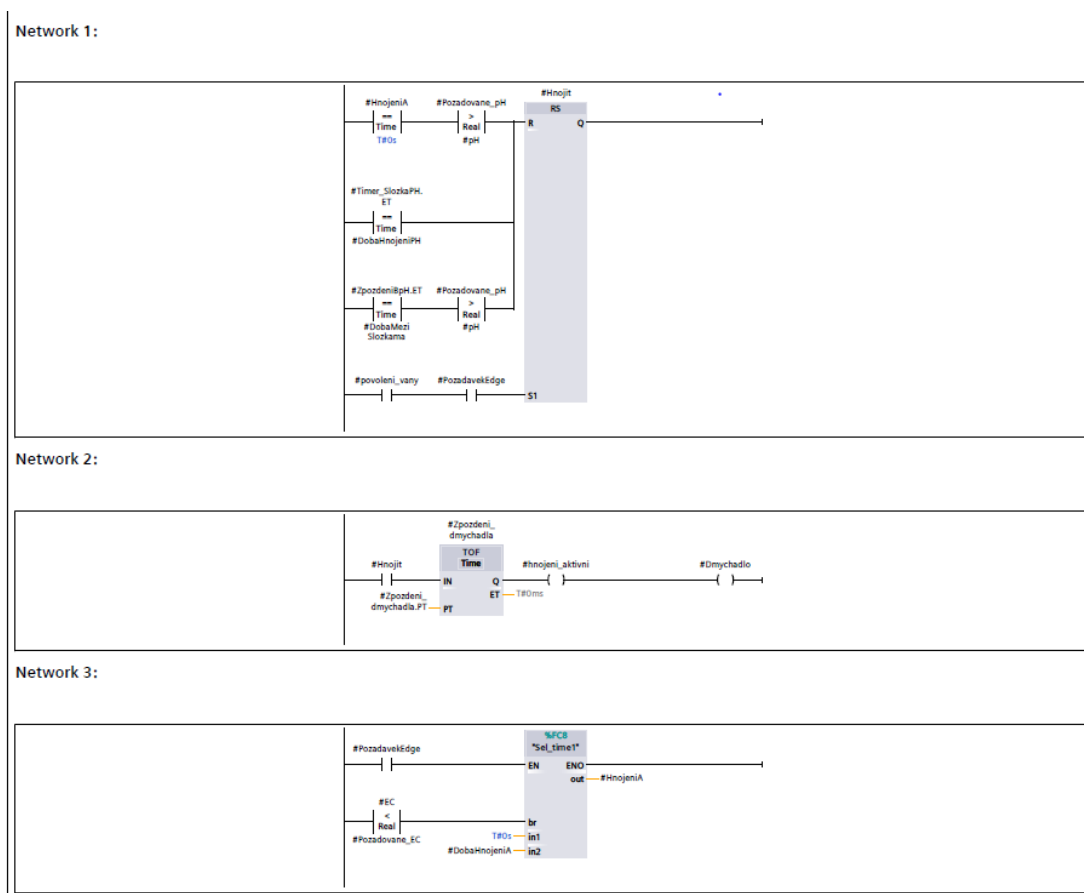 Network 1:
#Hnojit
#HnojeniA #Pozadovane_pH RS
== > R Q
Time Real
T#0s #pH
#Timer_SlozkaPH.
ET
==
Time
#DobaHnojeniPH
#ZpozdeniBpH.ET #Pozadovane_pH
== >
Time Real
#DobaMezi #pH
Slozkama
#povoleni_vany #PozadavekEdge
S1
Network 2:
#Zpozdeni_
dmychadla
TOF
#Hnojit Time #hnojeni_aktivni #Dmychadlo
IN Q
#Zpozdeni_ ET T#0ms
dmychadla.PT PT
Network 3:
%FC8
#PozadavekEdge "Sel_time1"
EN ENO
out #HnojeniA
#EC
<
Real br
#Pozadovane_EC T#0s in1
#DobaHnojeniA in2